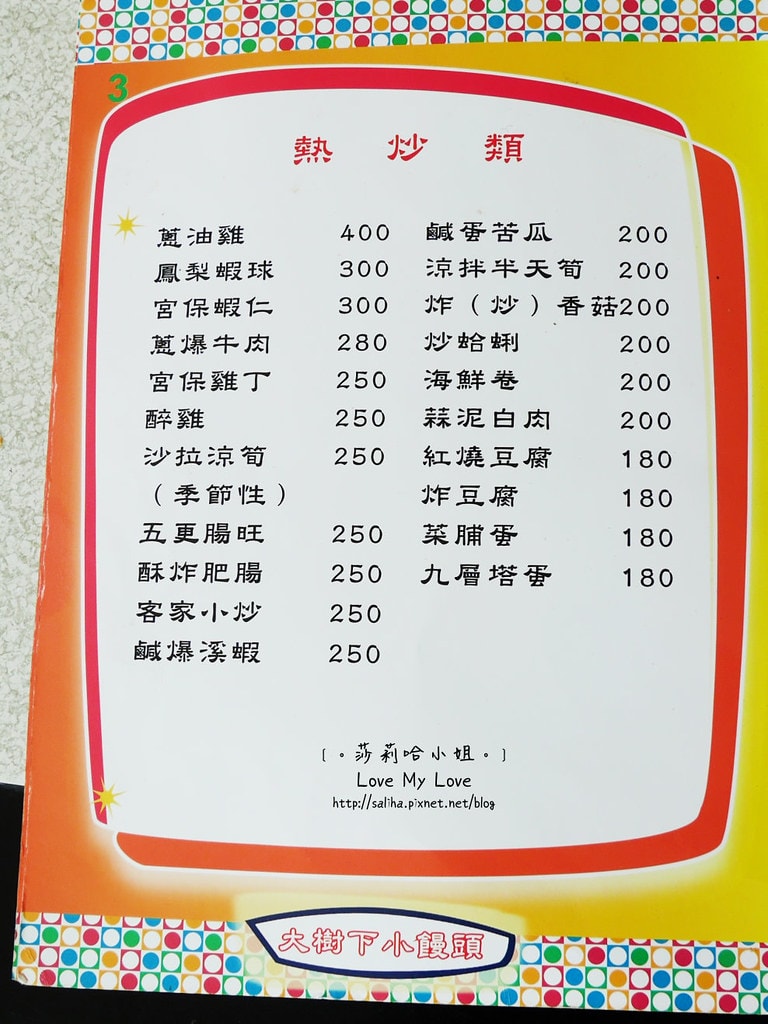 3
熱炒類
蔥油雞 400
鳳梨蝦球 300
宮保蝦仁 300
蔥爆牛肉 280
宮保雞丁 250
醉雞 250
沙拉涼筍 250
（季節性）
五更腸旺 250
酥炸肥腸 250
客家小炒 250
鹹爆溪蝦 250
鹹蛋苦瓜 200
涼拌半天筍 200
炸（炒）香菇200
炒蛤蜊 200
海鮮卷 200
蒜泥白肉 200
紅燒豆腐 180
炸豆腐 180
菜脯蛋 180
九層塔蛋 180
〔。莎莉哈小姐。〕
Love My Love
http://saliha.pixnet.net/blog
大樹下小饅頭